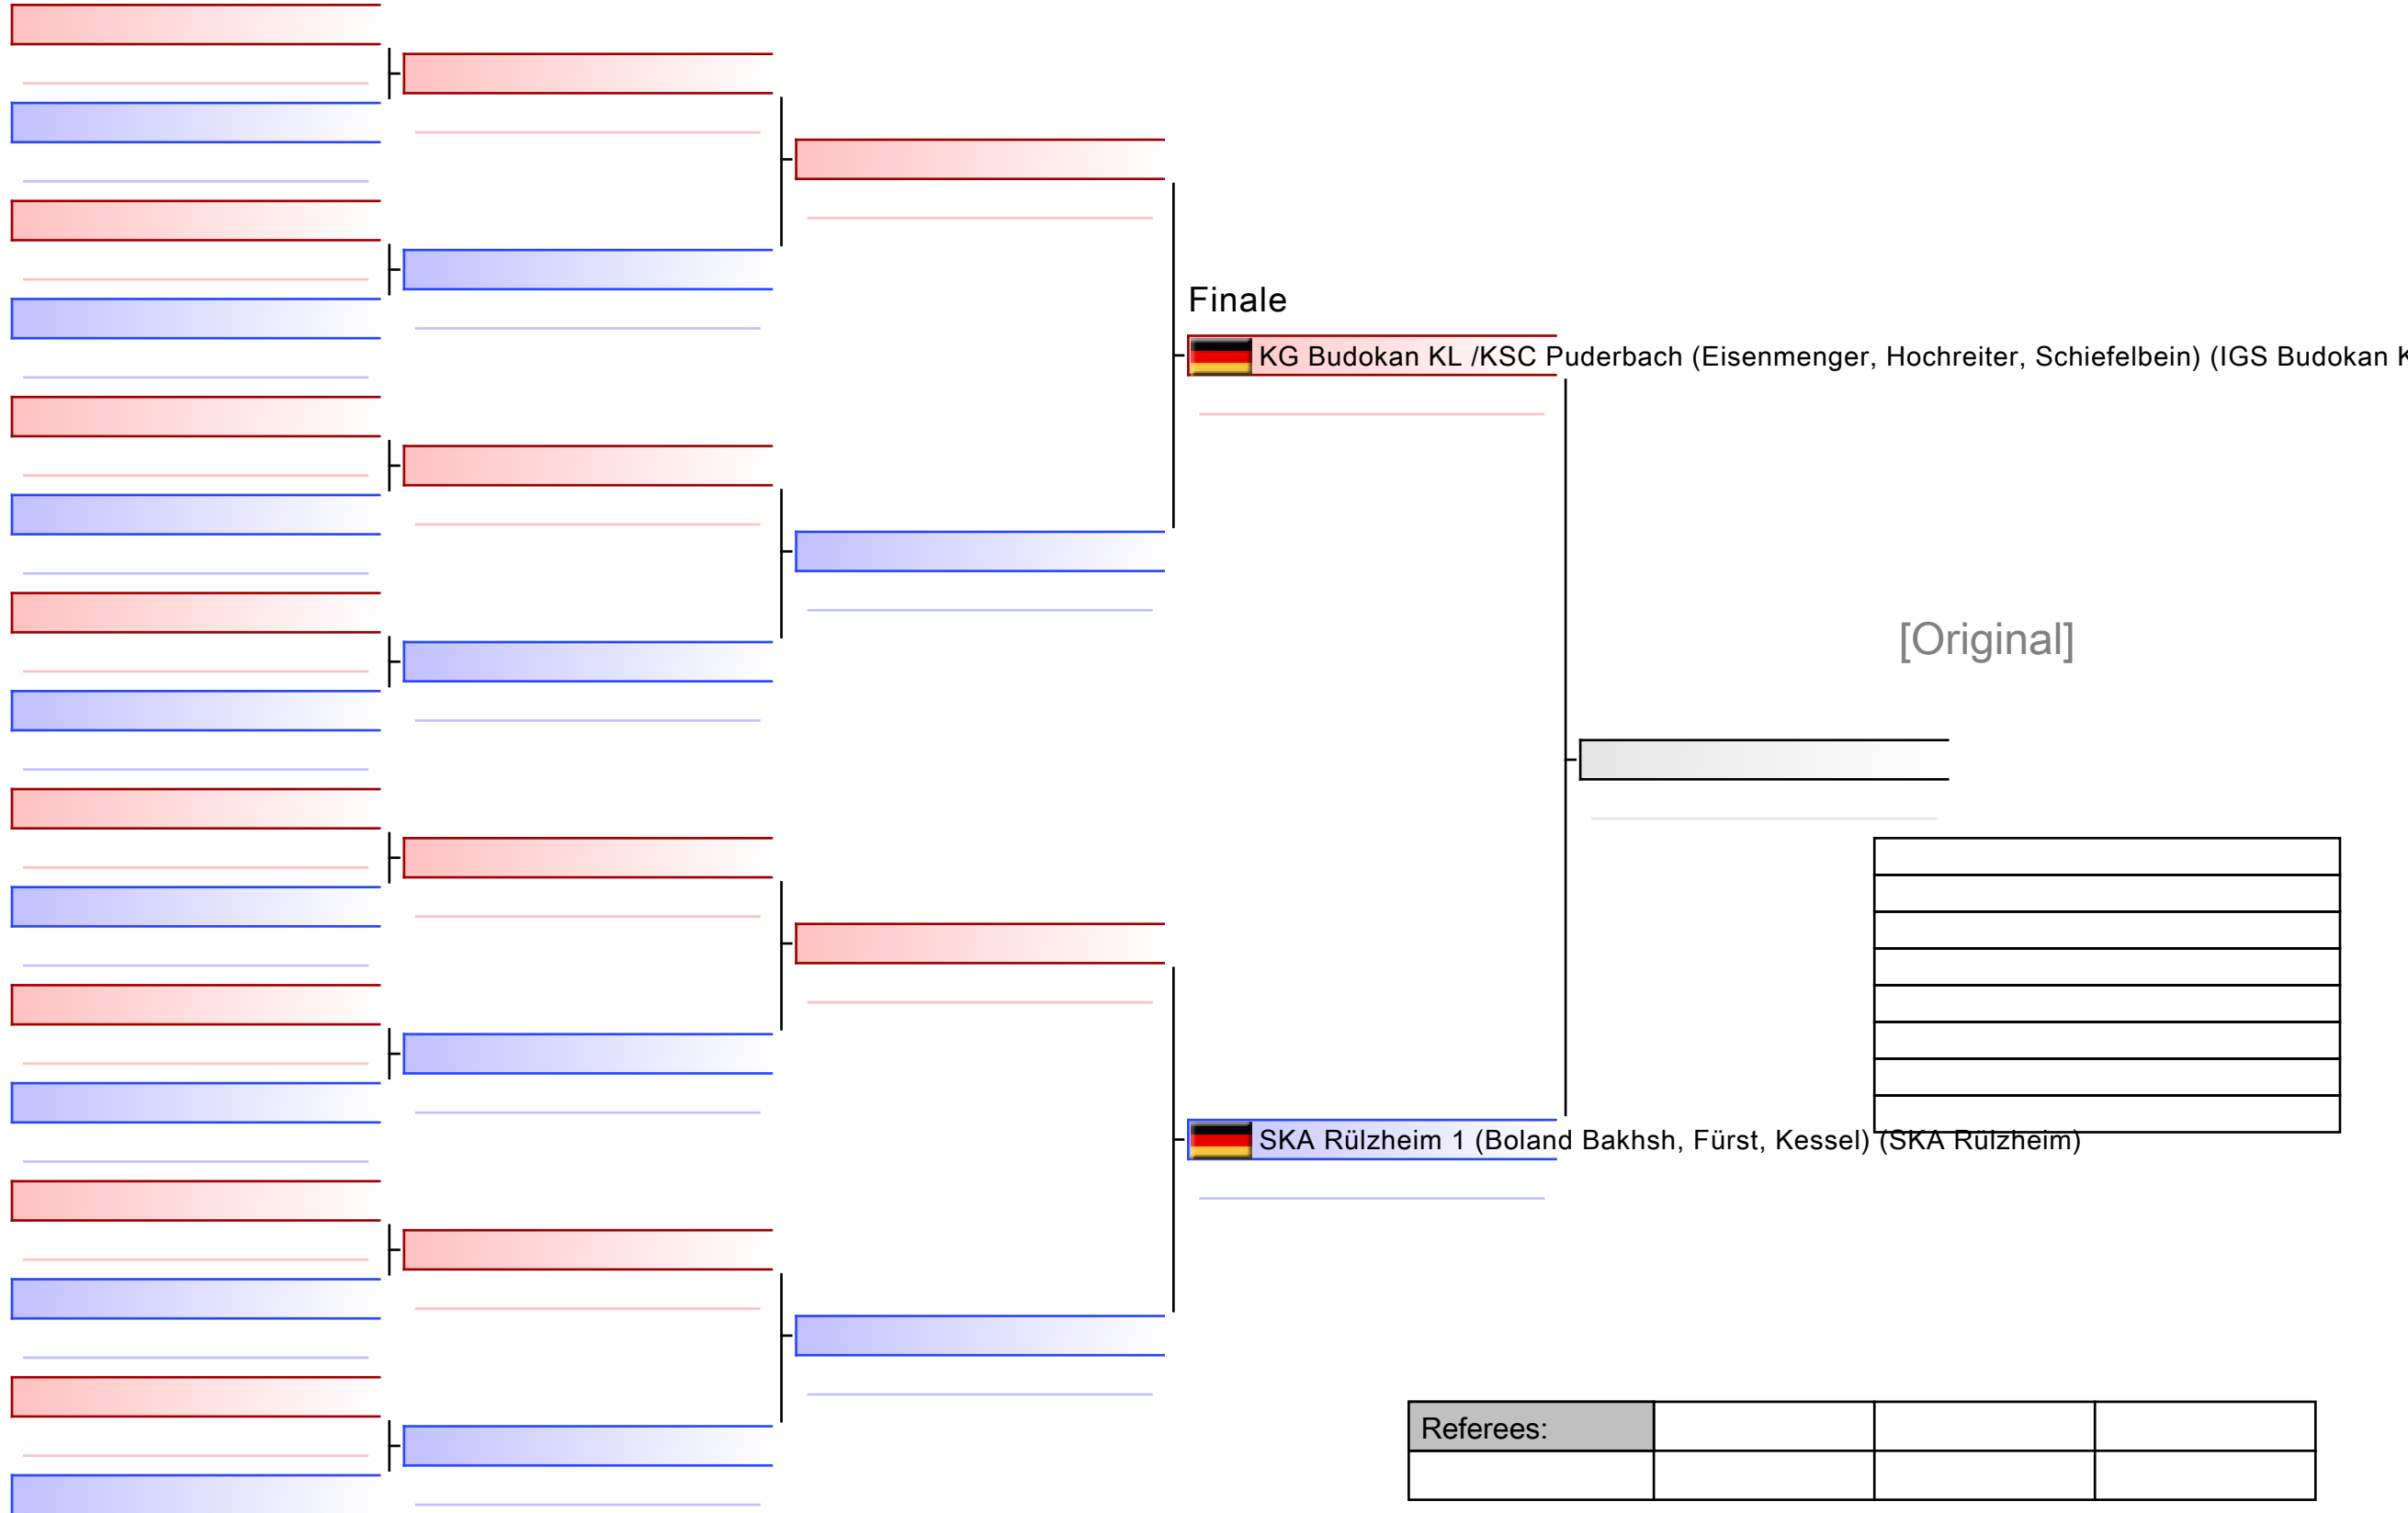 Finale
KG Budokan KL /KSC Puderbach (Eisenmenger, Hochreiter, Schiefelbein) (IGS Budokan
[Original]
SKA Rülzheim 1 (Boland Bakhsh, Fürst, Kessel) (SKA Rülzheim)
Referees: